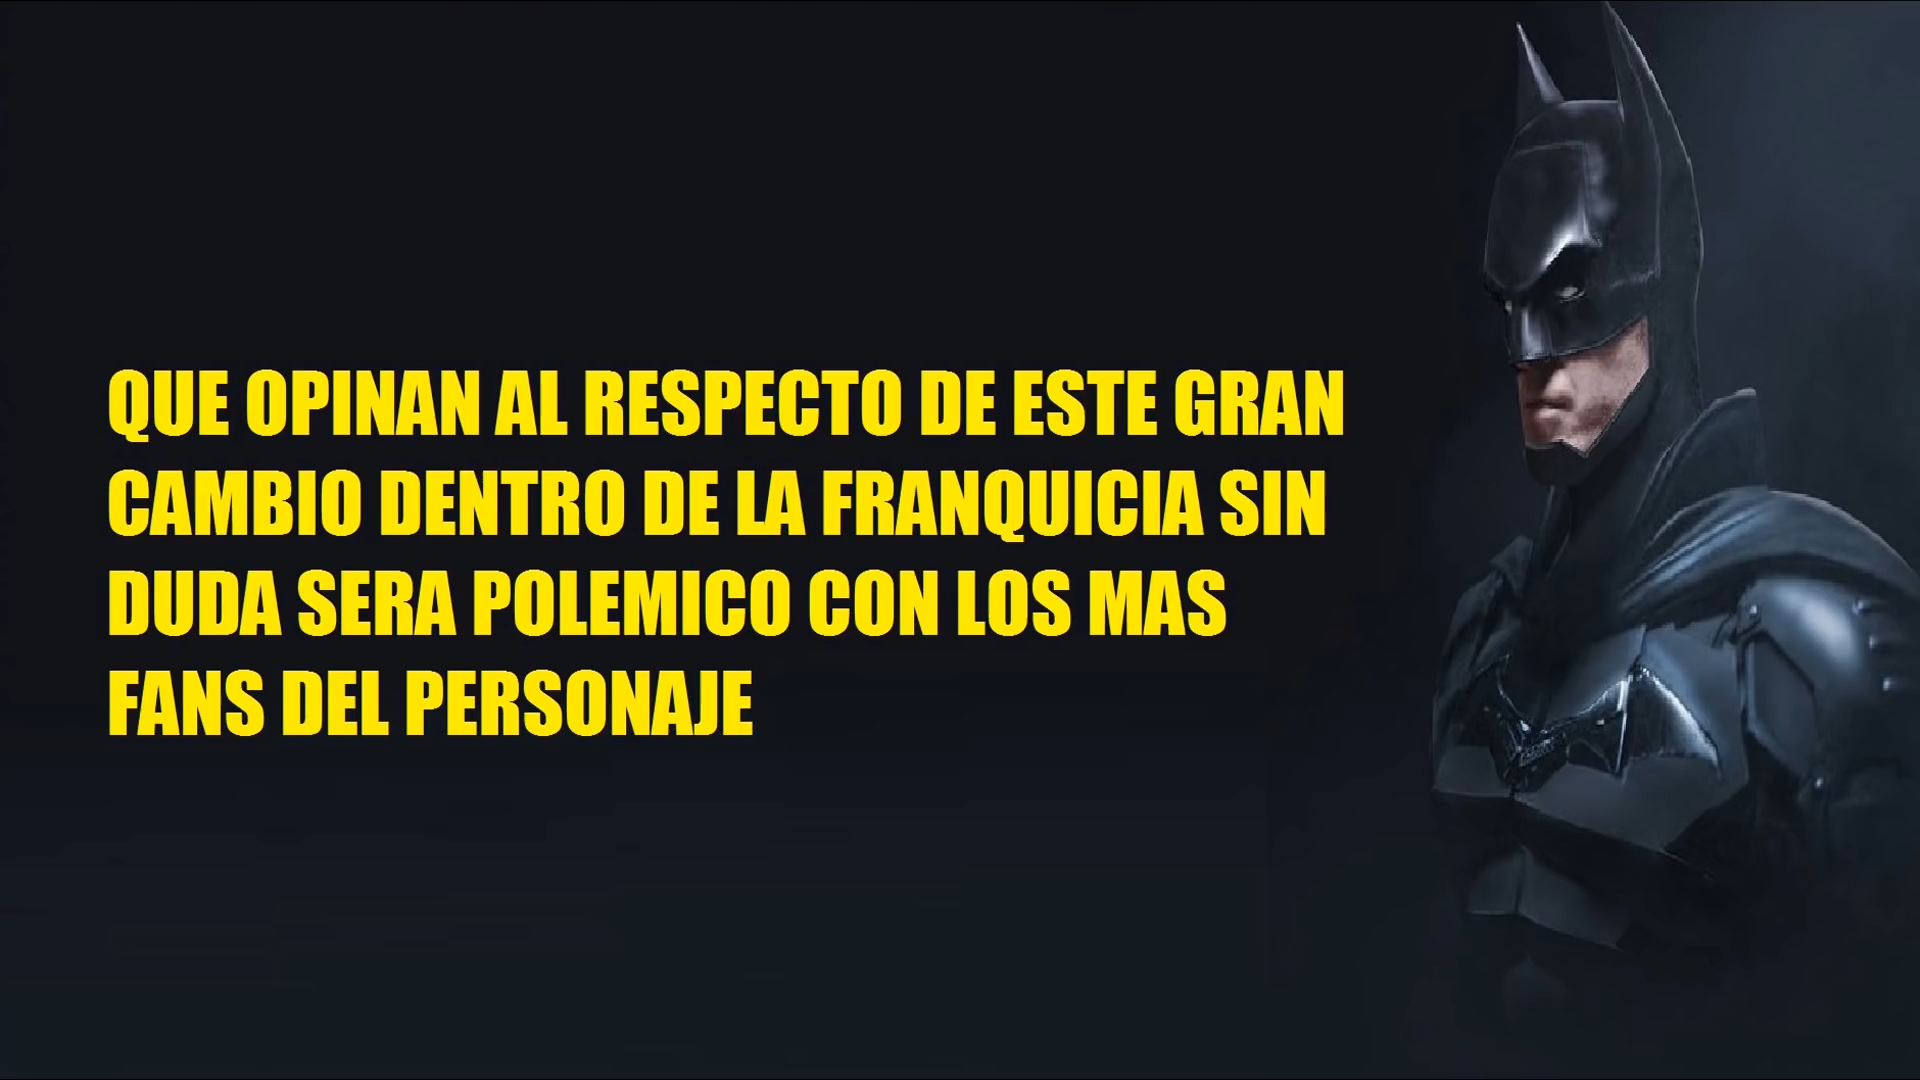 QUE OPINAN AL RESPECTO DE ESTE GRAN
CAMBIO DENTRO DE LA FRANQUICIA SIN
DUDA SERA POLEMICO CON LOS MAS
FANS DEL PERSONAJE